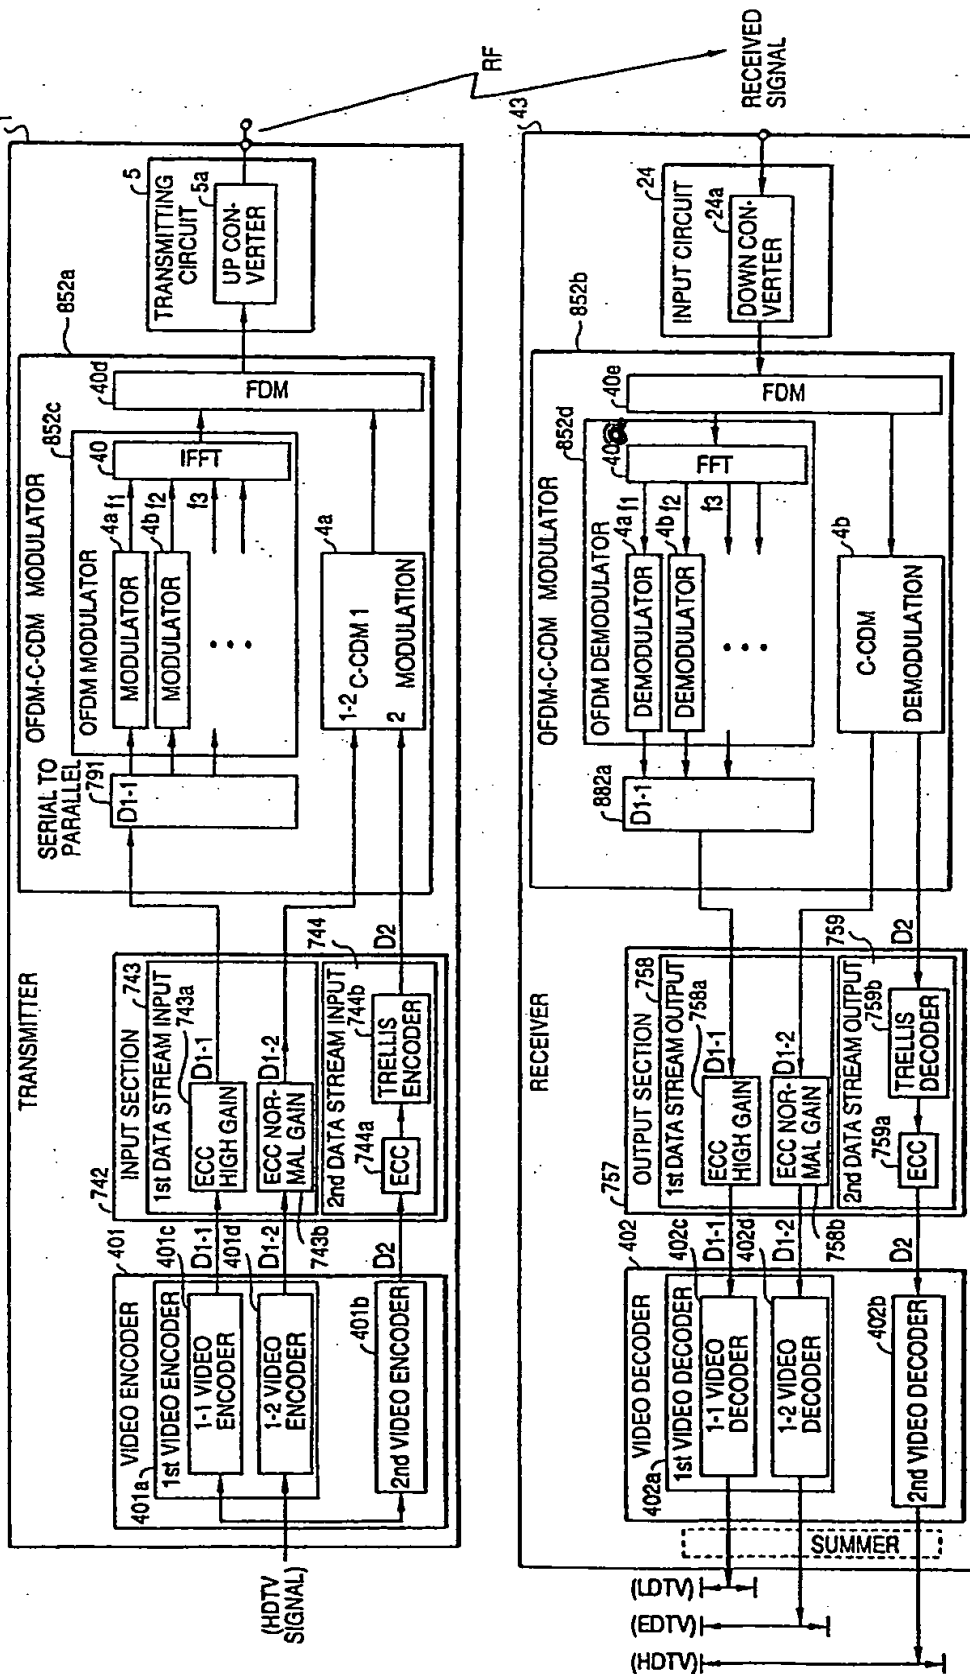 TRANSMITTER
1
(HDTV
SIGNAL)
VIDEO ENCODER
401
401a
1st VIDEO ENCODER
401c
1-1 VIDEO
ENCODER
401d
1-2 VIDEO
ENCODER
401b
2nd VIDEO ENCODER
D1-1
D1-2
D2
742
INPUT SECTION
743
1st DATA STREAM INPUT
743a
ECC
HIGH GAIN
D1-1
ECC NOR-
MAL GAIN
D1-2
743b
744
2nd DATA STREAM INPUT
744a
ECC
744b
TRELLIS
ENCODER
D2
852a
OFDM-C-CDM MODULATOR
SERIAL TO
PARALLEL
791
D1-1
852c
OFDM MODULATOR
MODULATOR
4a
f1
MODULATOR
4b
f2
f3
40
IFFT
40d
FDM
4a
1-2
C-CDM 1
2
MODULATION
5
TRANSMITTING
CIRCUIT
5a
UP CON-
VERTER
RF
RECEIVER
43
RECEIVED
SIGNAL
24
INPUT CIRCUIT
24a
DOWN CON-
VERTER
852b
OFDM-C-CDM MODULATOR
40e
FDM
852d
OFDM DEMODULATOR
40
FFT
4a
f1
DEMODULATOR
4b
f2
DEMODULATOR
f3
882a
D1-1
4b
C-CDM
DEMODULATION
757
OUTPUT SECTION
758
1st DATA STREAM OUTPUT
758a
ECC
HIGH GAIN
D1-1
ECC NOR-
MAL GAIN
D1-2
758b
759
2nd DATA STREAM OUTPUT
759a
ECC
759b
TRELLIS
DECODER
D2
D1-1
D1-2
D2
402
VIDEO DECODER
402a
1st VIDEO DECODER
402c
1-1 VIDEO
DECODER
402d
1-2 VIDEO
DECODER
402b
2nd VIDEO DECODER
SUMMER
(LDTV)
(EDTV)
(HDTV)